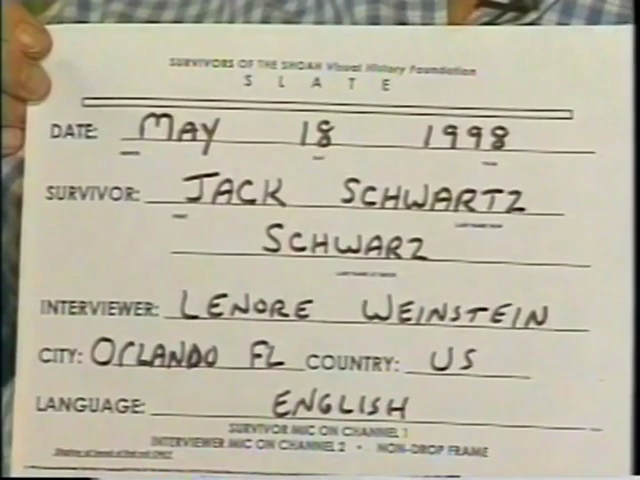 SURVIVORS OF THE SHOAH Visual History Foundation
SLATE
DATE: MAY 18 1998
SURVIVOR: JACK SCHWARTZ
SCHWARZ
INTERVIEWER: LENORE WEINSTEIN
CITY: ORLANDO FL COUNTRY: US
LANGUAGE: ENGLISH
SURVIVOR MIC ON CHANNEL 1
INTERVIEWER MIC ON CHANNEL 2 • NON-DROP FRAME